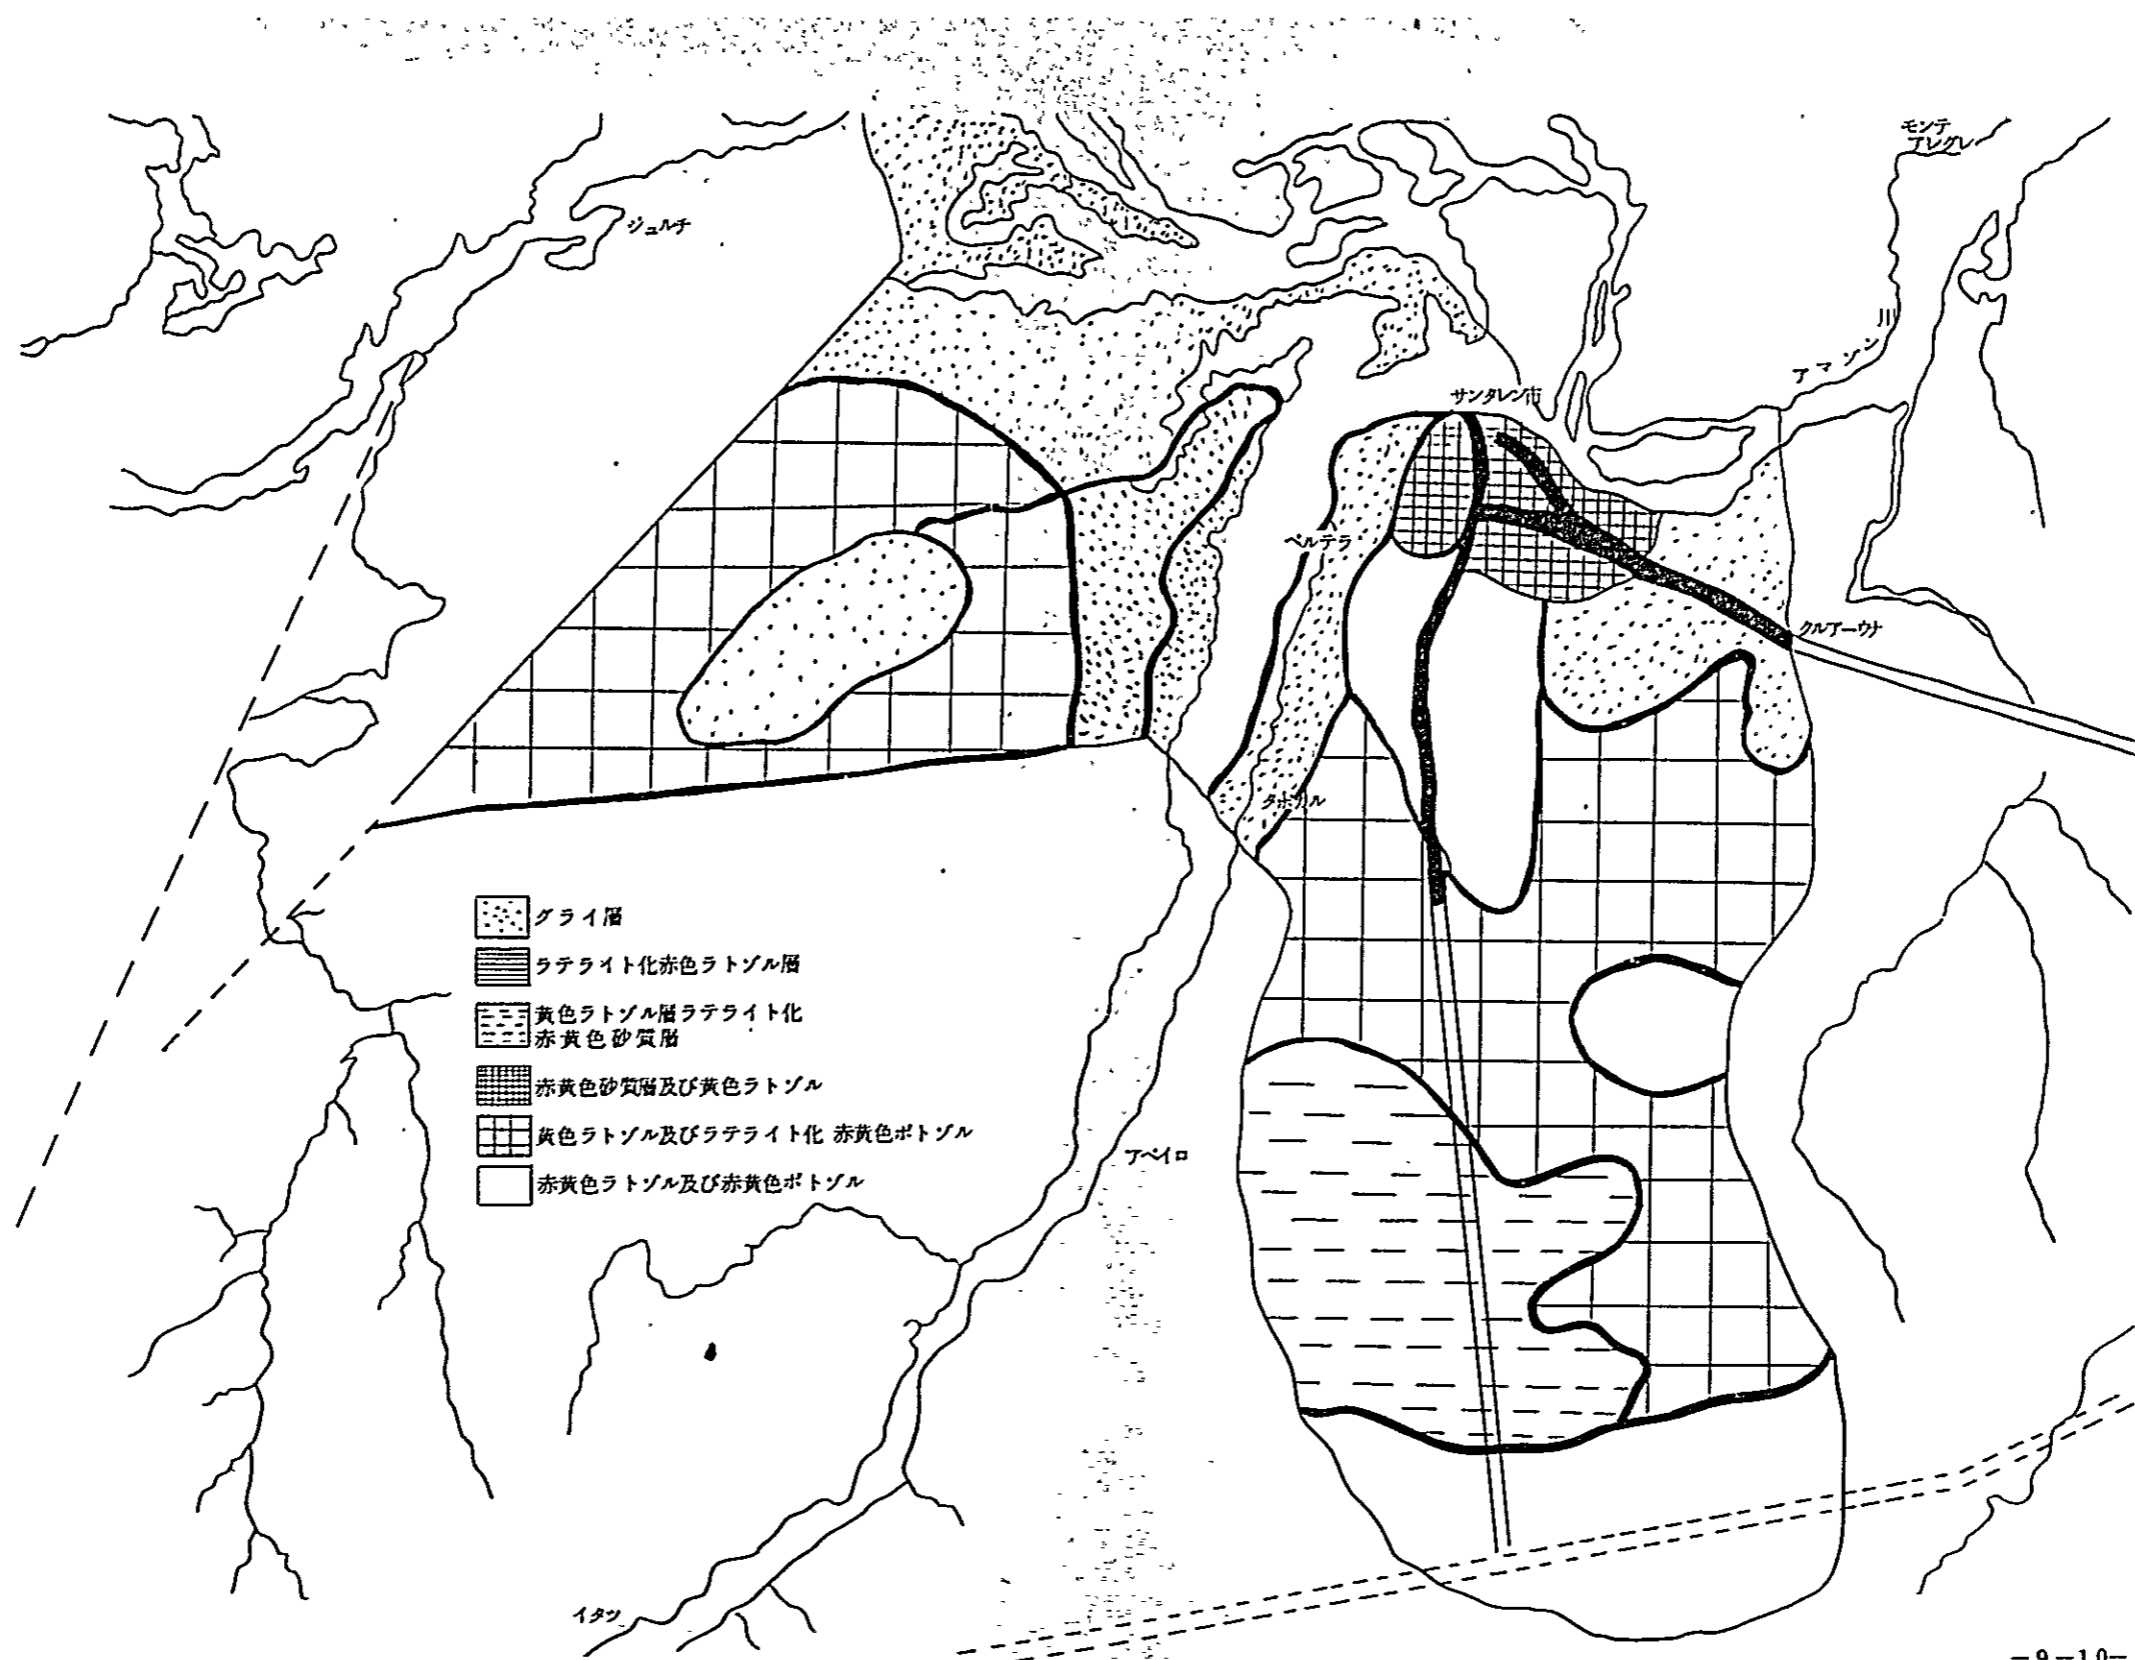 モンテ
アレグレ
ジュルチ
アマゾン川
サンタレン市
ベルテラ
クルアーウナ
タホカル
グライ層
ラテライト化赤色ラトゾル層
黄色ラトゾル層ラテライト化
赤黄色砂質層
赤黄色砂質層及び黄色ラトゾル
黄色ラトゾル及びラテライト化 赤黄色ポトゾル
赤黄色ラトゾル及び赤黄色ポトゾル
アベイロ
イタツ
－9－10－